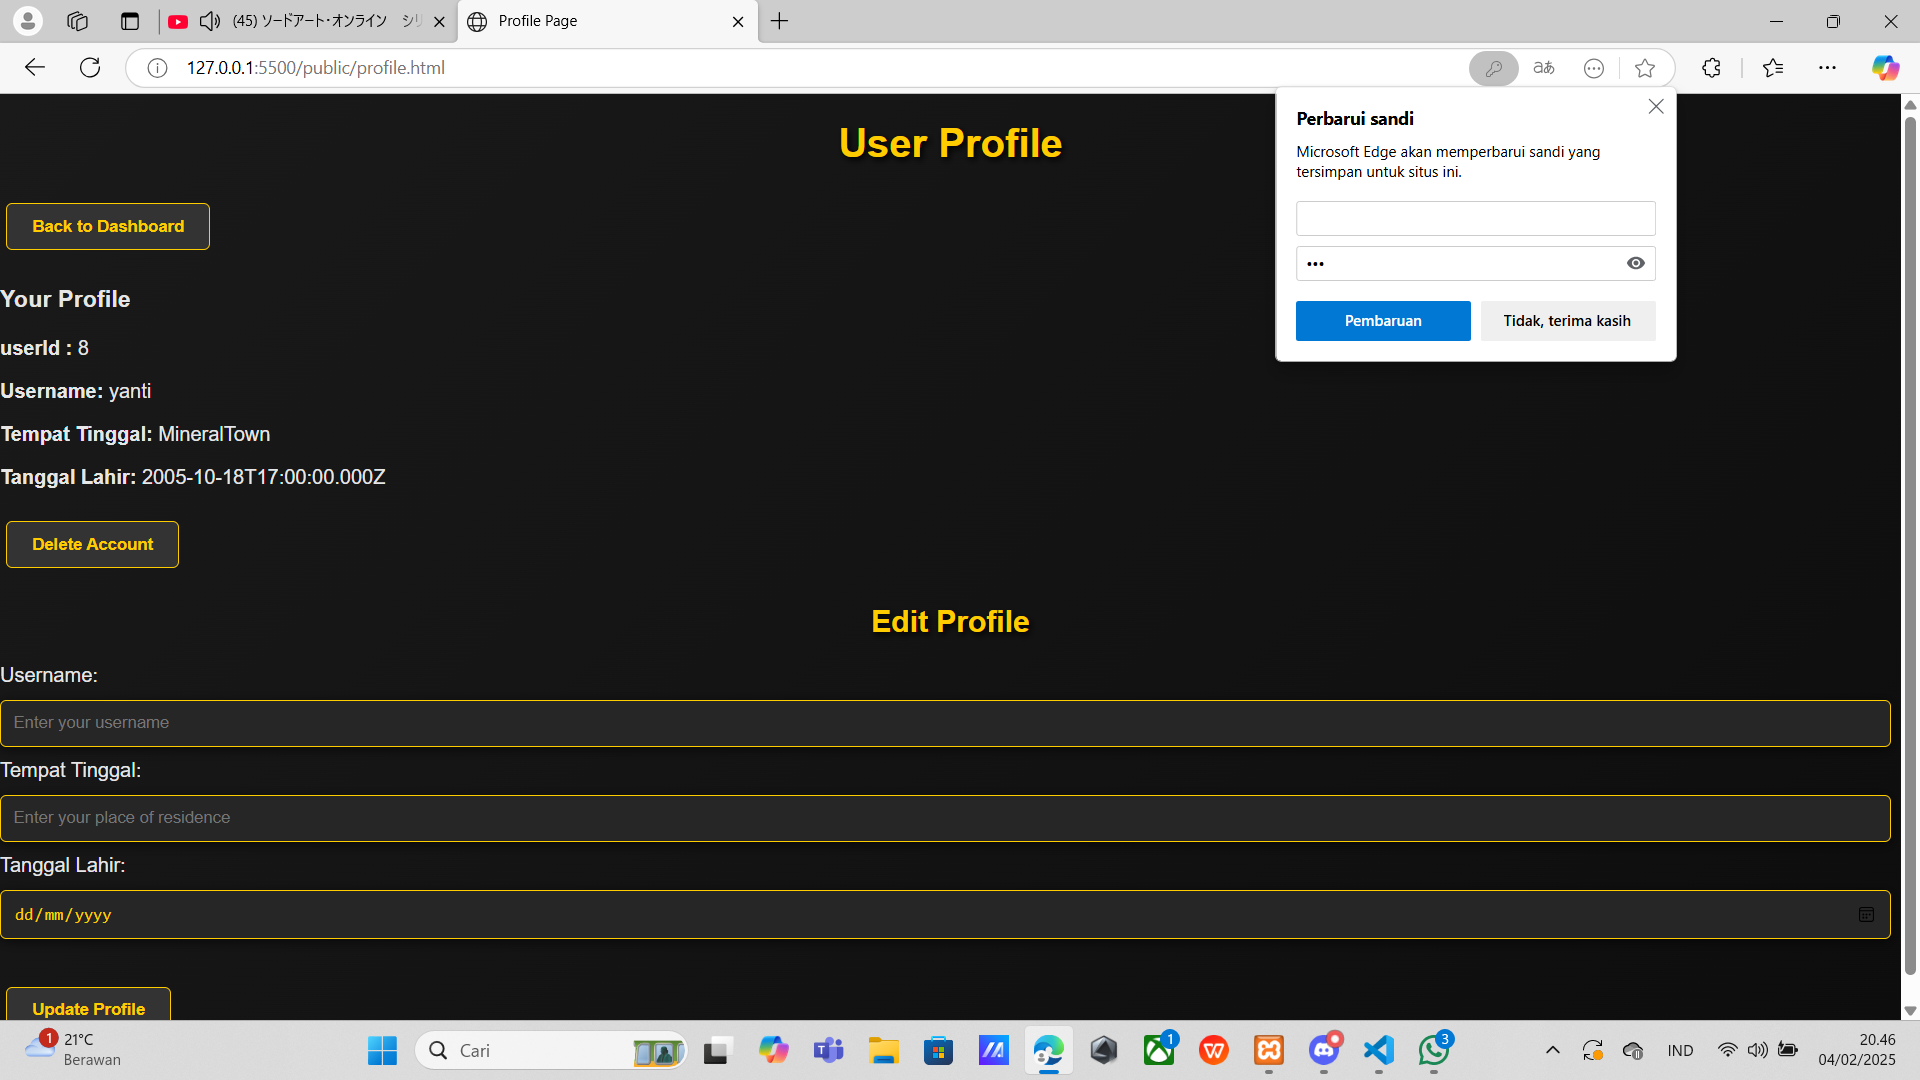 (45) ソードアート・オンライン シリ
Profile Page
127.0.0.1:5500/public/profile.html
aあ
Perbarui sandi
Microsoft Edge akan memperbarui sandi yang
tersimpan untuk situs ini.
•••
Pembaruan
Tidak, terima kasih
User Profile
Back to Dashboard
Your Profile
userId : 8
Username: yanti
Tempat Tinggal: MineralTown
Tanggal Lahir: 2005-10-18T17:00:00.000Z
Delete Account
Edit Profile
Username:
Enter your username
Tempat Tinggal:
Enter your place of residence
Tanggal Lahir:
dd/mm/yyyy
Update Profile
1
21°C
Berawan
Cari
1
3
IND
20.46
04/02/2025